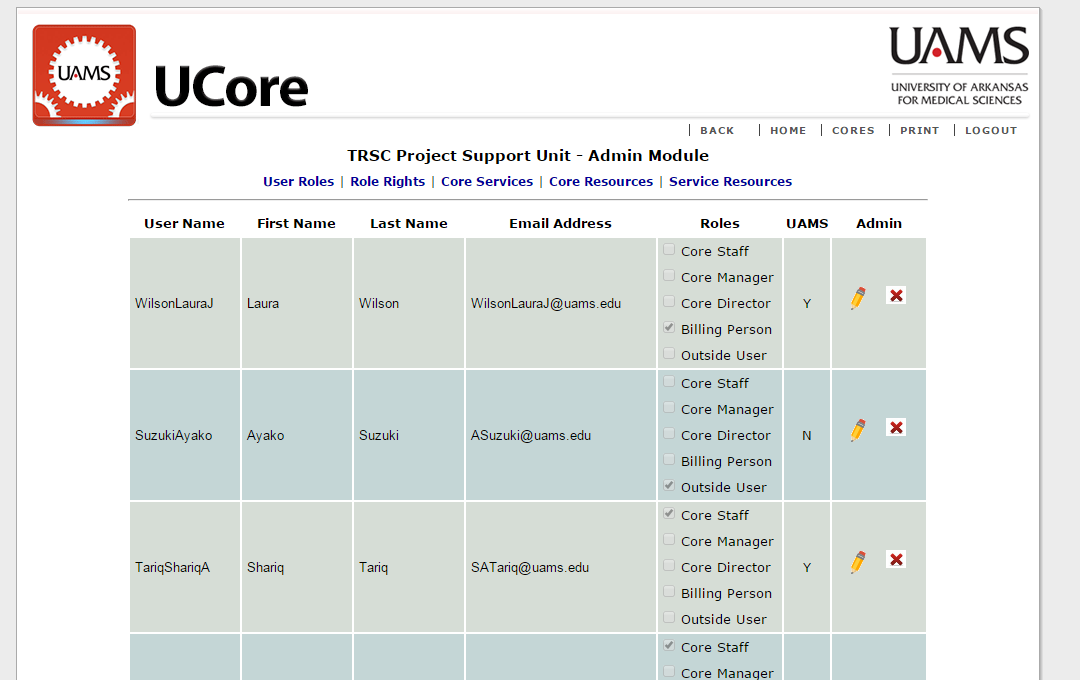 UAMS
UCore
UAMS
UNIVERSITY OF ARKANSAS
FOR MEDICAL SCIENCES
| BACK | HOME | CORES | PRINT | LOGOUT
TRSC Project Support Unit - Admin Module
User Roles | Role Rights | Core Services | Core Resources | Service Resources
User Name First Name Last Name Email Address Roles UAMS Admin
Core Staff
Core Manager
WilsonLauraJ Laura Wilson WilsonLauraJ@uams.edu Core Director Y
Billing Person
Outside User
Core Staff
Core Manager
SuzukiAyako Ayako Suzuki ASuzuki@uams.edu Core Director N
Billing Person
Outside User
Core Staff
Core Manager
TariqShariqA Shariq Tariq SATariq@uams.edu Core Director Y
Billing Person
Outside User
Core Staff
Core Manager